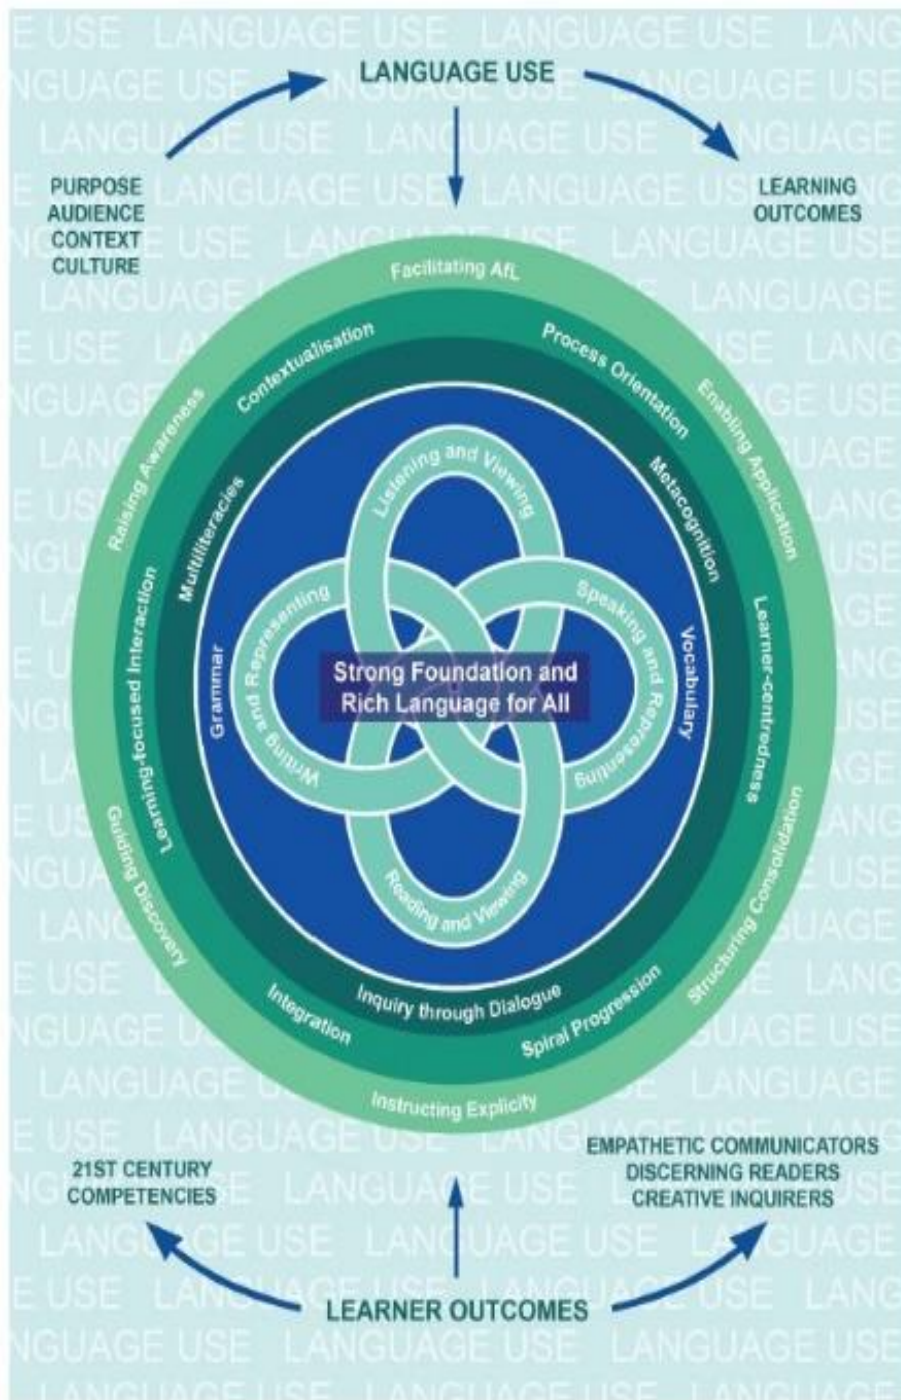 LANGUAGE USE
PURPOSE
AUDIENCE
CONTEXT
CULTURE
LEARNING
OUTCOMES
Facilitating AfL
Contextualisation
Process Orientation
Raising Awareness
Enabling Application
Multiliteracies
Metacognition
Listening and Viewing
Learning-focused Interaction
Learner-centredness
Grammar
Writing and Representing
Speaking and Representing
Vocabulary
Strong Foundation and
Rich Language for All
Reading and Viewing
Guiding Discovery
Structuring Consolidation
Integration
Inquiry through Dialogue
Spiral Progression
Instructing Explicity
21ST CENTURY
COMPETENCIES
EMPATHETIC COMMUNICATORS
DISCERNING READERS
CREATIVE INQUIRERS
LEARNER OUTCOMES